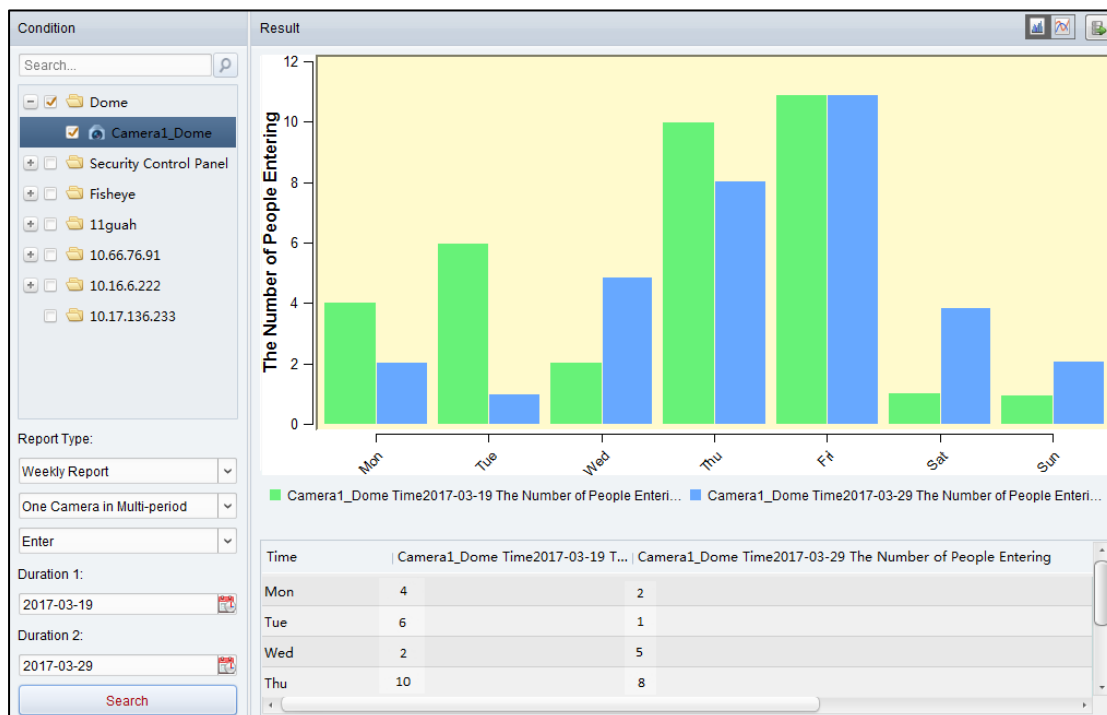 Condition
Search...
Dome
Camera1_Dome
Security Control Panel
Fisheye
11guah
10.66.76.91
10.16.6.222
10.17.136.233
Report Type:
Weekly Report
One Camera in Multi-period
Enter
Duration 1:
2017-03-19
Duration 2:
2017-03-29
Search
Result
The Number of People Entering
12
10
8
6
4
2
0
Mon Tue Wed Thu Fri Sat Sun
Camera1_Dome Time2017-03-19 The Number of People Enteri... Camera1_Dome Time2017-03-29 The Number of People Enteri...
Time Camera1_Dome Time2017-03-19 T... Camera1_Dome Time2017-03-29 The Number of People Entering
Mon 4 2
Tue 6 1
Wed 2 5
Thu 10 8